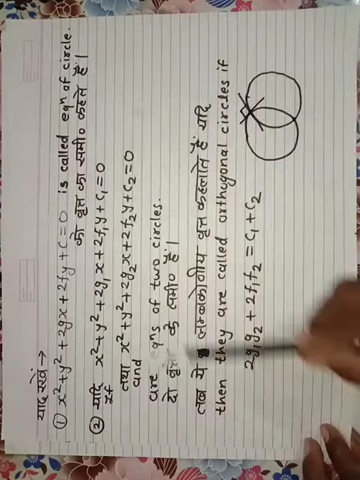 याद रखें →
① x²+y²+2gx+2fy+c=0 is called eqn of circle.
को वृत्त का समी० कहते हैं।
② यदि x²+y²+2g₁x+2f₁y+c₁=0
If
तथा x²+y²+2g₂x+2f₂y+c₂=0
and
are eqns of two circles.
दो वृत्त के समी० हैं।
तब ये लम्बकोणीय वृत्त कहलाते हैं यदि
then they are called orthogonal circles if
2g₁g₂+2f₁f₂=c₁+c₂